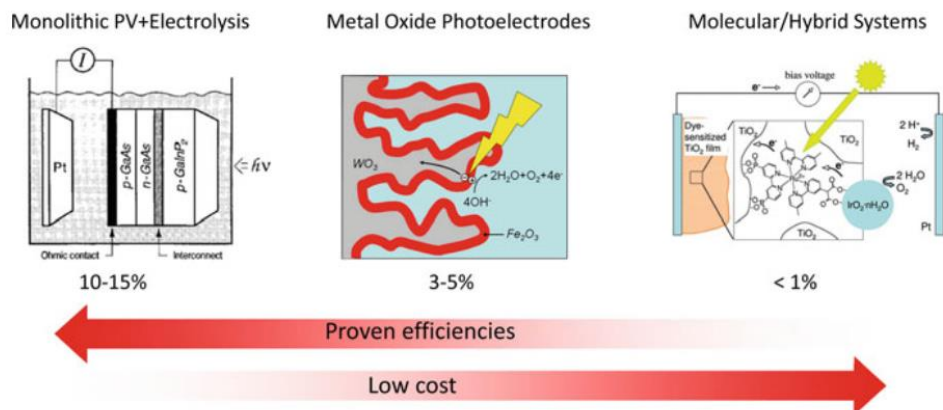 Monolithic PV+Electrolysis
Metal Oxide Photoelectrodes
Molecular/Hybrid Systems
I
Pt
p-GaAs
n-GaAs
p-GaInP₂
hν
Ohmic contact
Interconnect
WO₃
2H₂O+O₂+4e⁻
4OH⁻
Fe₂O₃
bias voltage
e⁻
Dye-
sensitized
TiO₂ film
TiO₂
TiO₂
e⁻
e⁻
TiO₂
IrO₂·nH₂O
2 H⁺
H₂
2 H₂O
O₂
Pt
10-15%
3-5%
< 1%
Proven efficiencies
Low cost